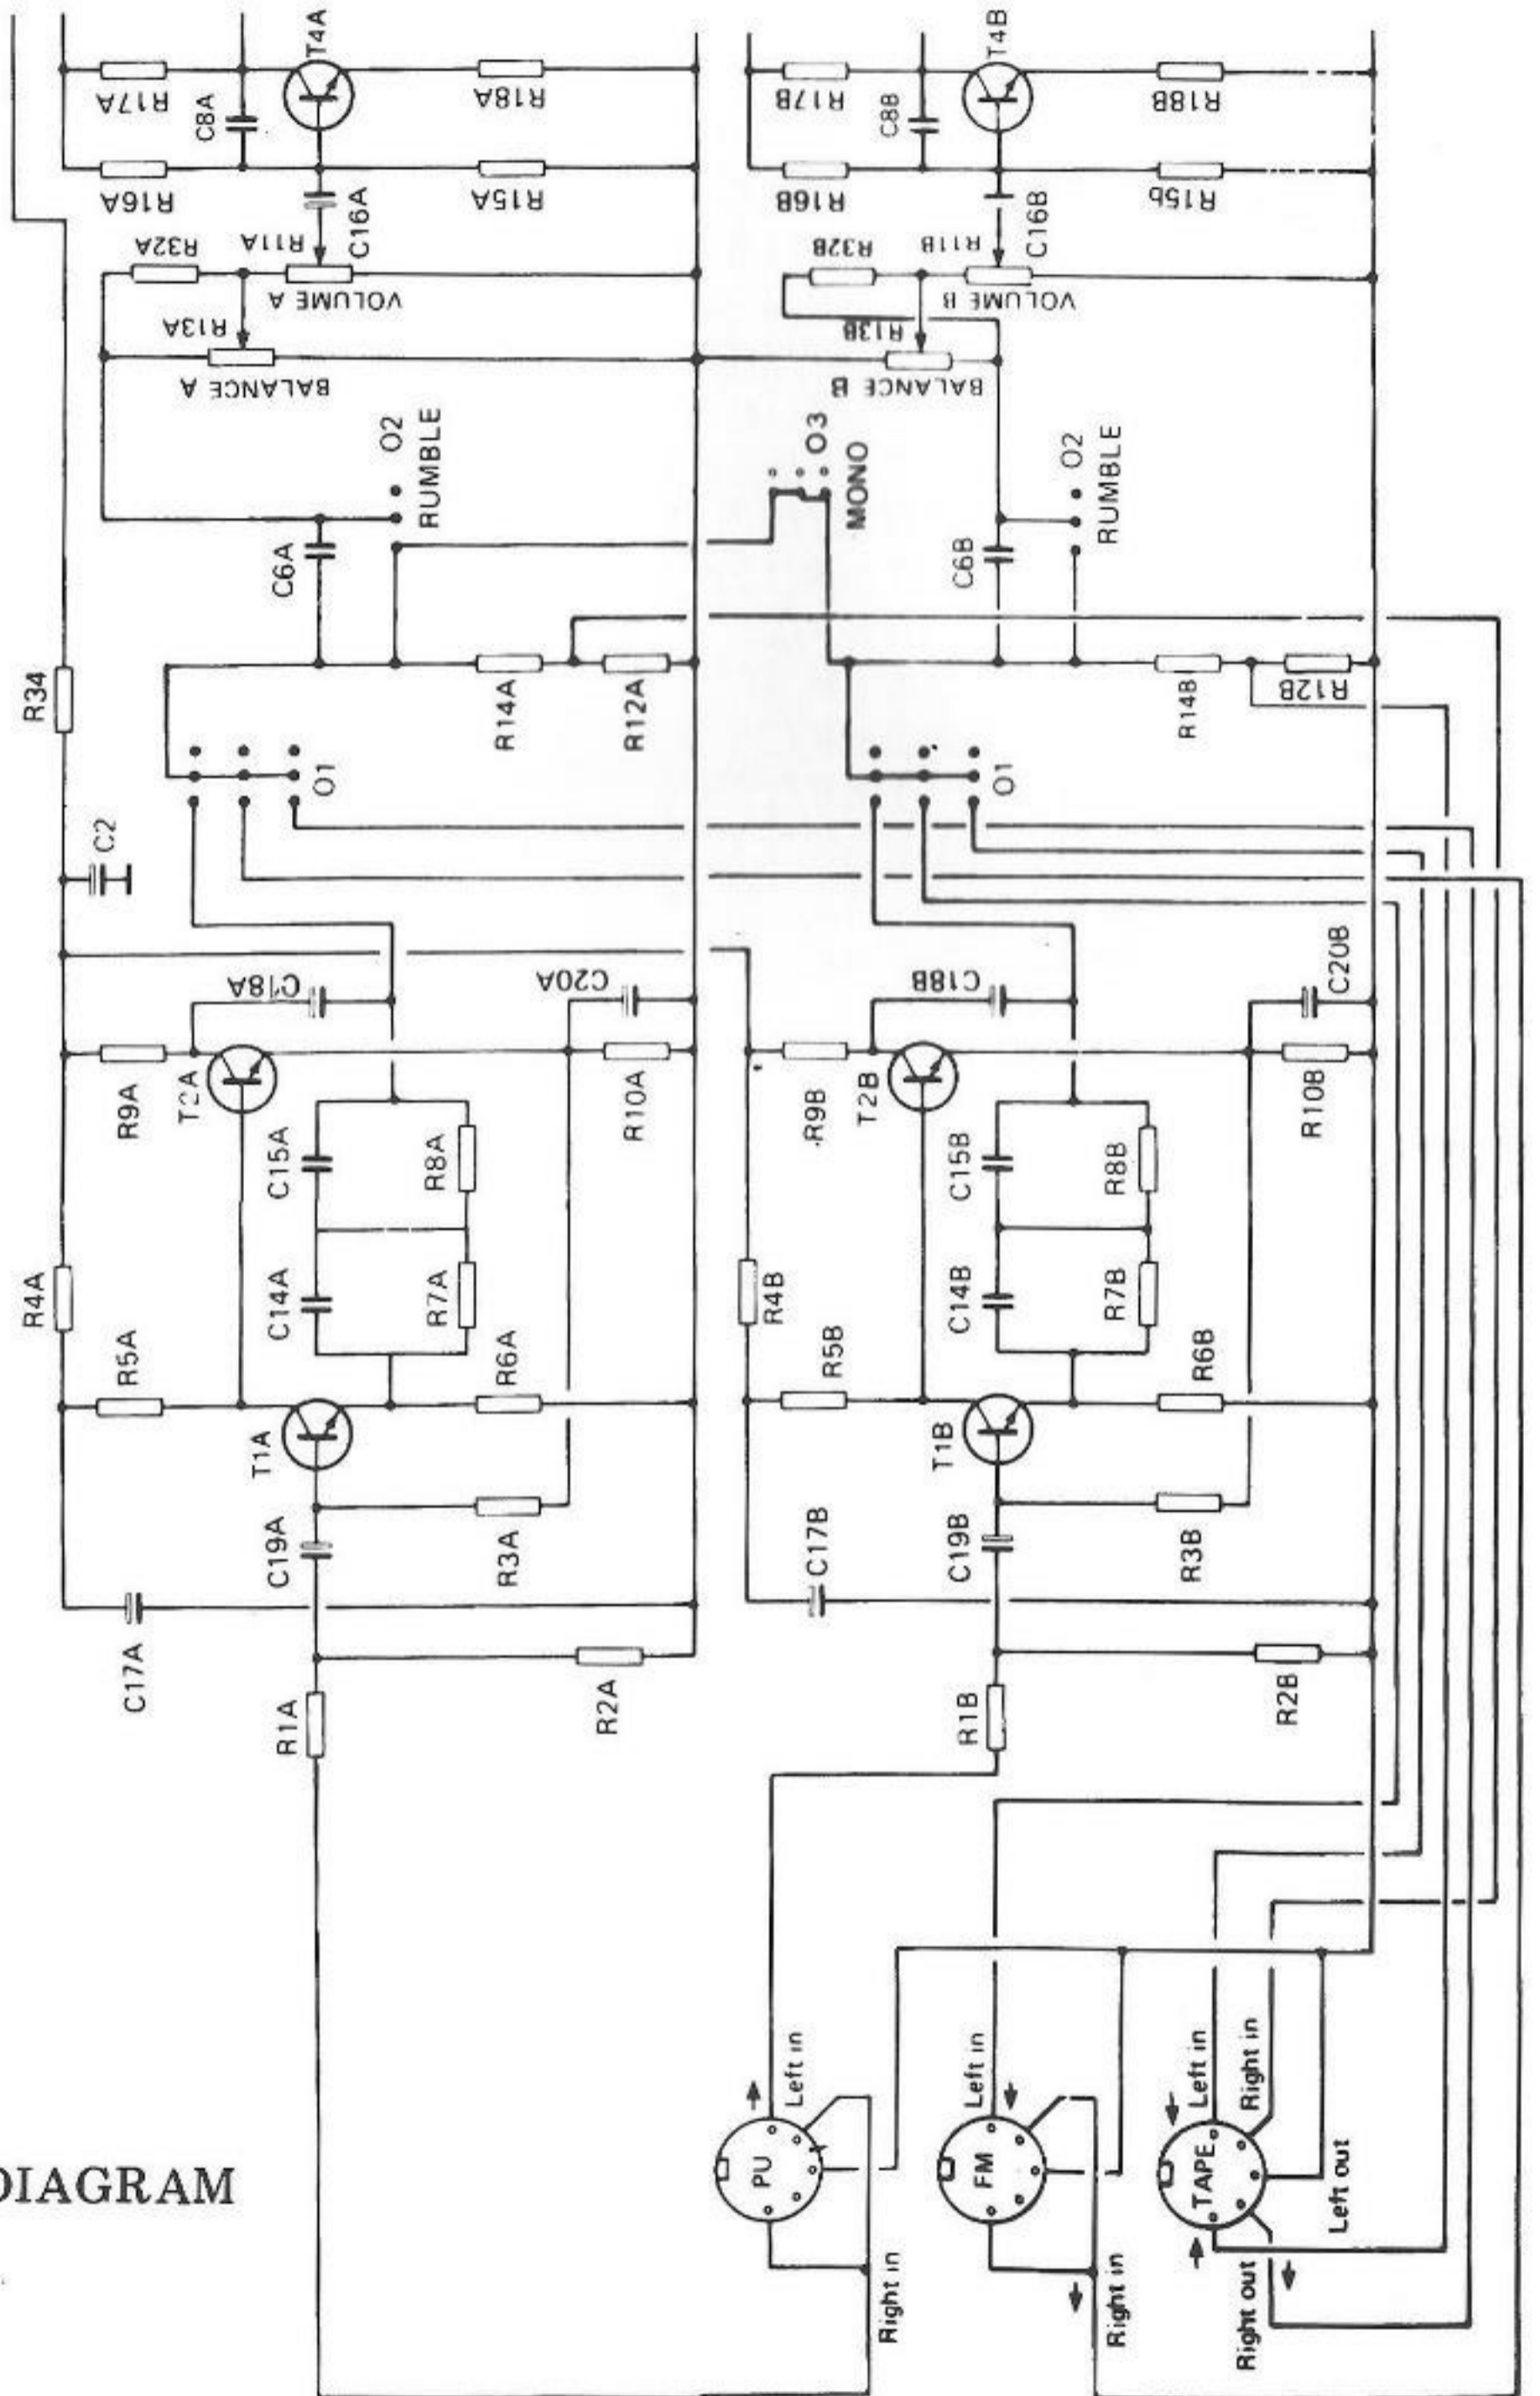 R17A
C8A
T4A
R18A
R17B
C8B
T4B
R18B
R16A
R15A
R16B
R15b
R32A
R11A
C16A
R32B
R11B
C16B
VOLUME A
VOLUME B
R13A
R13B
BALANCE A
BALANCE B
O2
RUMBLE
O3
MONO
O2
RUMBLE
C6A
C6B
R34
R14A
R12A
R14B
R12B
O1
O1
C2
C18A
C20A
C18B
C20B
R9A
T2A
R10A
R9B
T2B
R10B
C15A
R8A
C15B
R8B
R4A
C14A
R7A
R4B
C14B
R7B
R5A
R6A
R5B
R6B
T1A
T1B
C19A
R3A
C17B
C19B
R3B
C17A
R1A
R2A
R1B
R2B
Left in
Left in
Left in
Right in
PU
FM
TAPE
Left out
Right in
Right in
Right out
DIAGRAM